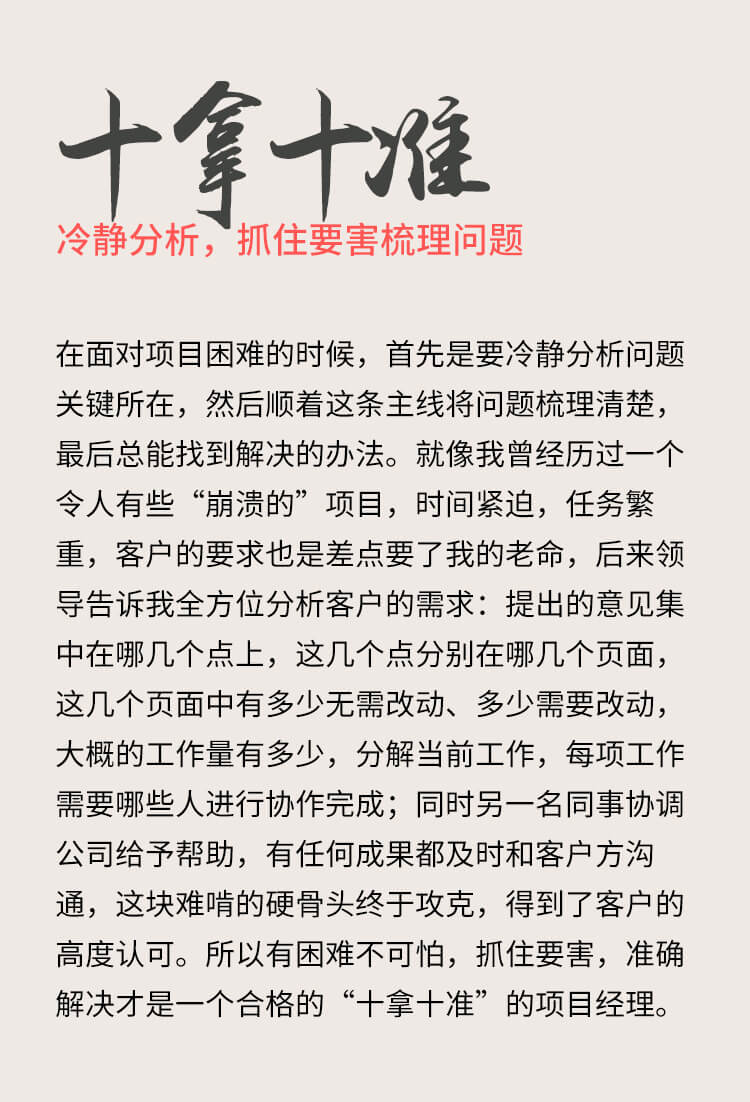 十拿十准
冷静分析，抓住要害梳理问题
在面对项目困难的时候，首先是要冷静分析问题
关键所在，然后顺着这条主线将问题梳理清楚，
最后总能找到解决的办法。就像我曾经历过一个
令人有些“崩溃的”项目，时间紧迫，任务繁
重，客户的要求也是差点要了我的老命，后来领
导告诉我全方位分析客户的需求：提出的意见集
中在哪几个点上，这几个点分别在哪几个页面，
这几个页面中有多少无需改动、多少需要改动，
大概的工作量有多少，分解当前工作，每项工作
需要哪些人进行协作完成；同时另一名同事协调
公司给予帮助，有任何成果都及时和客户方沟
通，这块难啃的硬骨头终于攻克，得到了客户的
高度认可。所以有困难不可怕，抓住要害，准确
解决才是一个合格的“十拿十准”的项目经理。